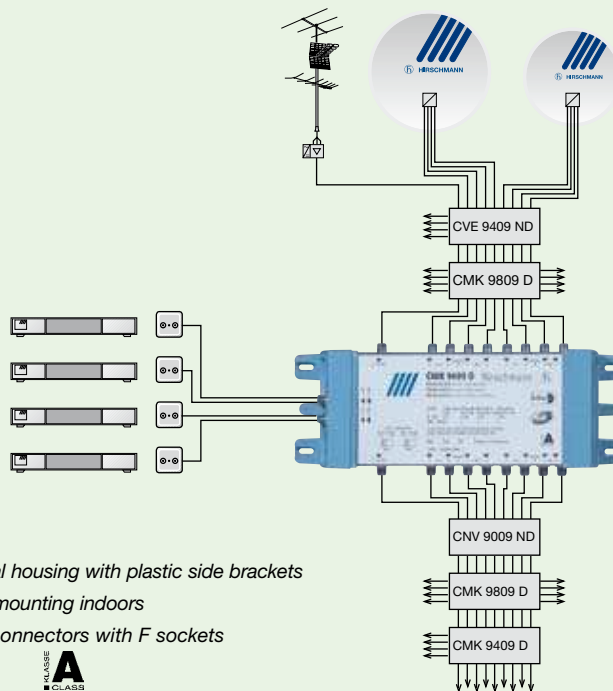 HIRSCHMANN
HIRSCHMANN
CVE 9409 ND
CMK 9809 D
Hirschmann
A
CNV 9009 ND
CMK 9809 D
CMK 9409 D
l housing with plastic side brackets
mounting indoors
onnectors with F sockets
KLASSE
A
CLASS